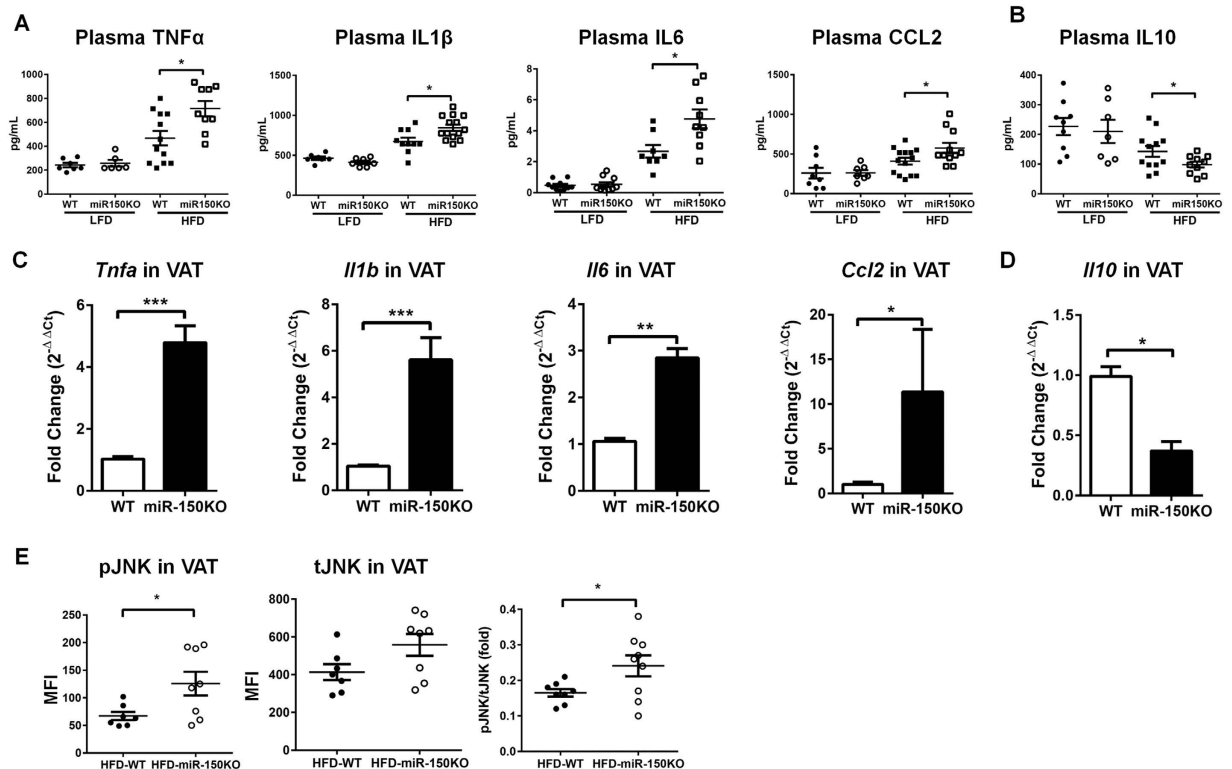 A
Plasma TNFα
pg/mL
1000
800
600
400
200
0
*
WT miR150KO WT miR150KO
LFD HFD
Plasma IL1β
pg/mL
1500
1000
500
0
*
WT miR150KO WT miR150KO
LFD HFD
Plasma IL6
pg/mL
8
6
4
2
0
*
WT miR150KO WT miR150KO
LFD HFD
Plasma CCL2
pg/mL
1500
1000
500
0
*
WT miR150KO WT miR150KO
LFD HFD
B
Plasma IL10
pg/mL
400
300
200
100
0
*
WT miR150KO WT miR150KO
LFD HFD
C
Tnfa in VAT
Fold Change (2-Δ ΔCt)
6
4
2
0
***
WT miR-150KO
Il1b in VAT
Fold Change (2-Δ ΔCt)
8
6
4
2
0
***
WT miR-150KO
Il6 in VAT
Fold Change (2-Δ ΔCt)
4
3
2
1
0
**
WT miR-150KO
Ccl2 in VAT
Fold Change (2-Δ ΔCt)
20
15
10
5
0
*
WT miR-150KO
D
Il10 in VAT
Fold Change (2-Δ ΔCt)
1.5
1.0
0.5
0.0
*
WT miR-150KO
E
pJNK in VAT
MFI
250
200
150
100
50
0
*
HFD-WT HFD-miR-150KO
tJNK in VAT
MFI
800
600
400
200
0
HFD-WT HFD-miR-150KO
pJNK/tJNK (fold)
0.4
0.3
0.2
0.1
0.0
*
HFD-WT HFD-miR-150KO